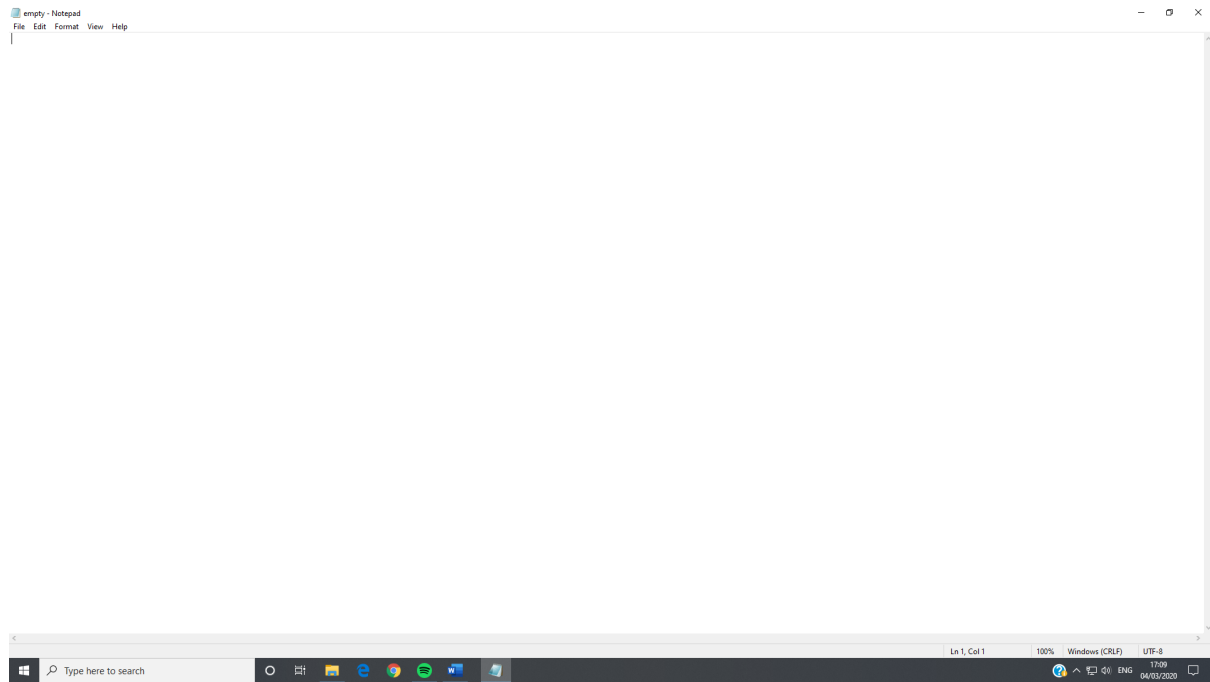 empty - Notepad
File Edit Format View Help
Ln 1, Col 1 100% Windows (CRLF) UTF-8
Type here to search
ENG
17:09
04/03/2020